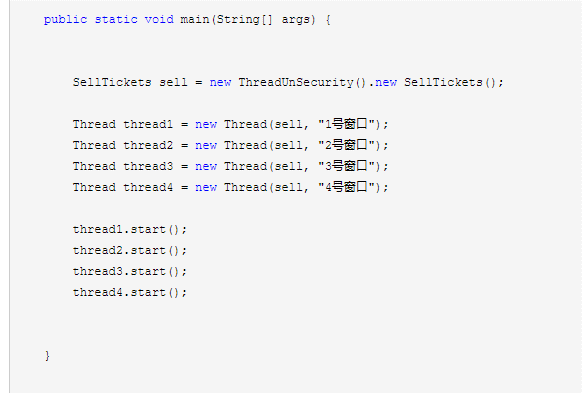 public static void main(String[] args) {
SellTickets sell = new ThreadUnSecurity().new SellTickets();
Thread thread1 = new Thread(sell, "1号窗口");
Thread thread2 = new Thread(sell, "2号窗口");
Thread thread3 = new Thread(sell, "3号窗口");
Thread thread4 = new Thread(sell, "4号窗口");
thread1.start();
thread2.start();
thread3.start();
thread4.start();
}